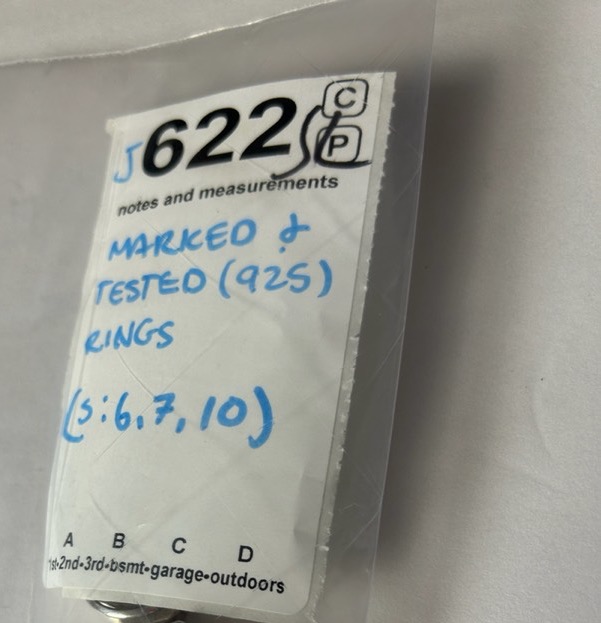 J622 C
P
notes and measurements
MARKED &
TESTED (925)
RINGS
(S:6,7,10)
A B C D
1st•2nd•3rd•bsmt•garage•outdoors